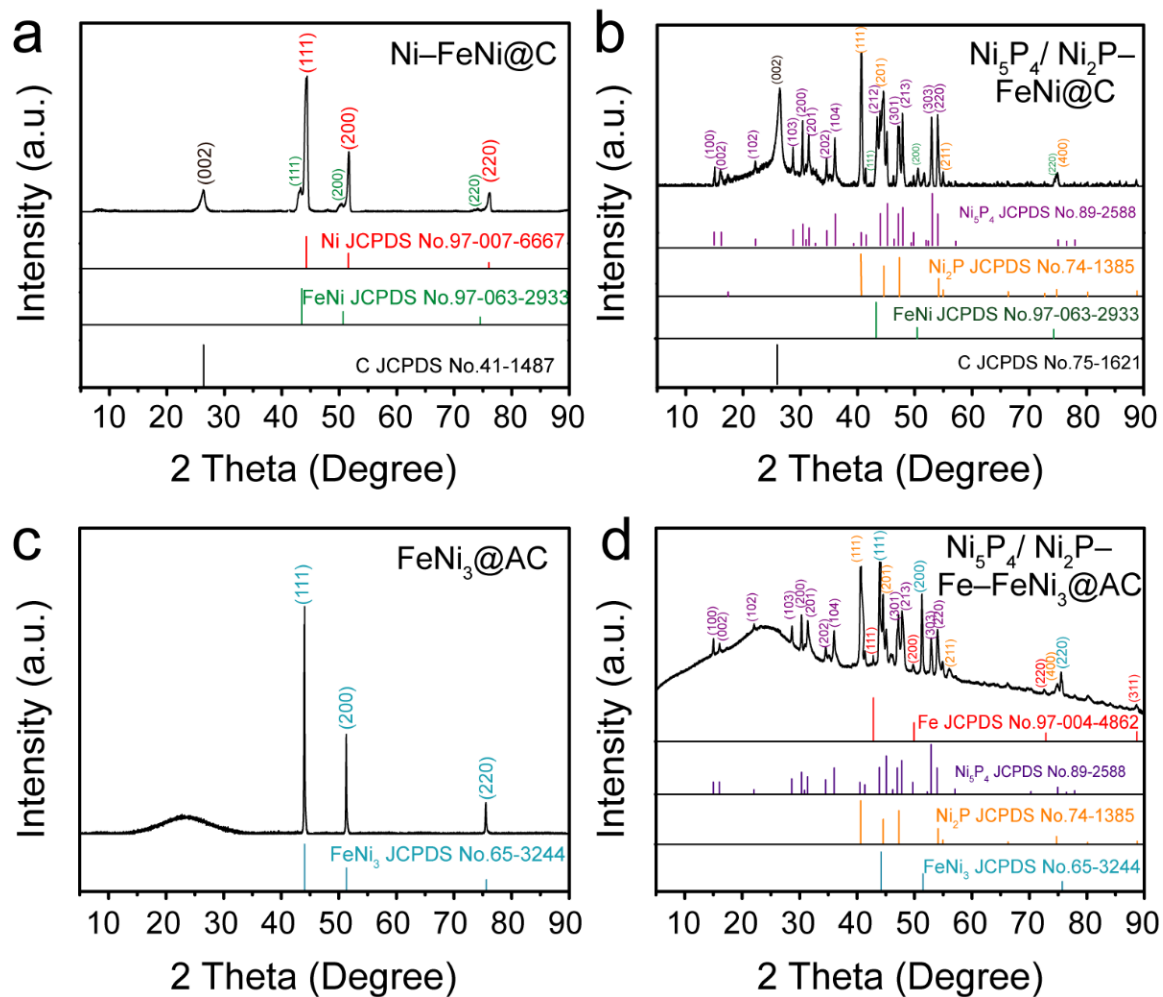 a
Ni–FeNi@C
Intensity (a.u.)
(002)
(111)
(111)
(200)
(200)
(220)
(220)
Ni JCPDS No.97-007-6667
FeNi JCPDS No.97-063-2933
C JCPDS No.41-1487
10 20 30 40 50 60 70 80 90
2 Theta (Degree)
b
Ni₅P₄/ Ni₂P–
FeNi@C
Intensity (a.u.)
(100)
(002)
(102)
(002)
(103)
(200)
(201)
(202)
(104)
(111)
(111)
(212)
(201)
(301)
(213)
(200)
(303)
(220)
(211)
(220)
(400)
Ni₅P₄ JCPDS No.89-2588
Ni₂P JCPDS No.74-1385
FeNi JCPDS No.97-063-2933
C JCPDS No.75-1621
10 20 30 40 50 60 70 80 90
2 Theta (Degree)
c
FeNi₃@AC
Intensity (a.u.)
(111)
(200)
(220)
FeNi₃ JCPDS No.65-3244
10 20 30 40 50 60 70 80 90
2 Theta (Degree)
d
Ni₅P₄/ Ni₂P–
Fe–FeNi₃@AC
Intensity (a.u.)
(100)
(002)
(102)
(103)
(200)
(201)
(202)
(104)
(111)
(111)
(111)
(201)
(301)
(213)
(200)
(200)
(303)
(220)
(211)
(220)
(400)
(220)
(311)
Fe JCPDS No.97-004-4862
Ni₅P₄ JCPDS No.89-2588
Ni₂P JCPDS No.74-1385
FeNi₃ JCPDS No.65-3244
10 20 30 40 50 60 70 80 90
2 Theta (Degree)